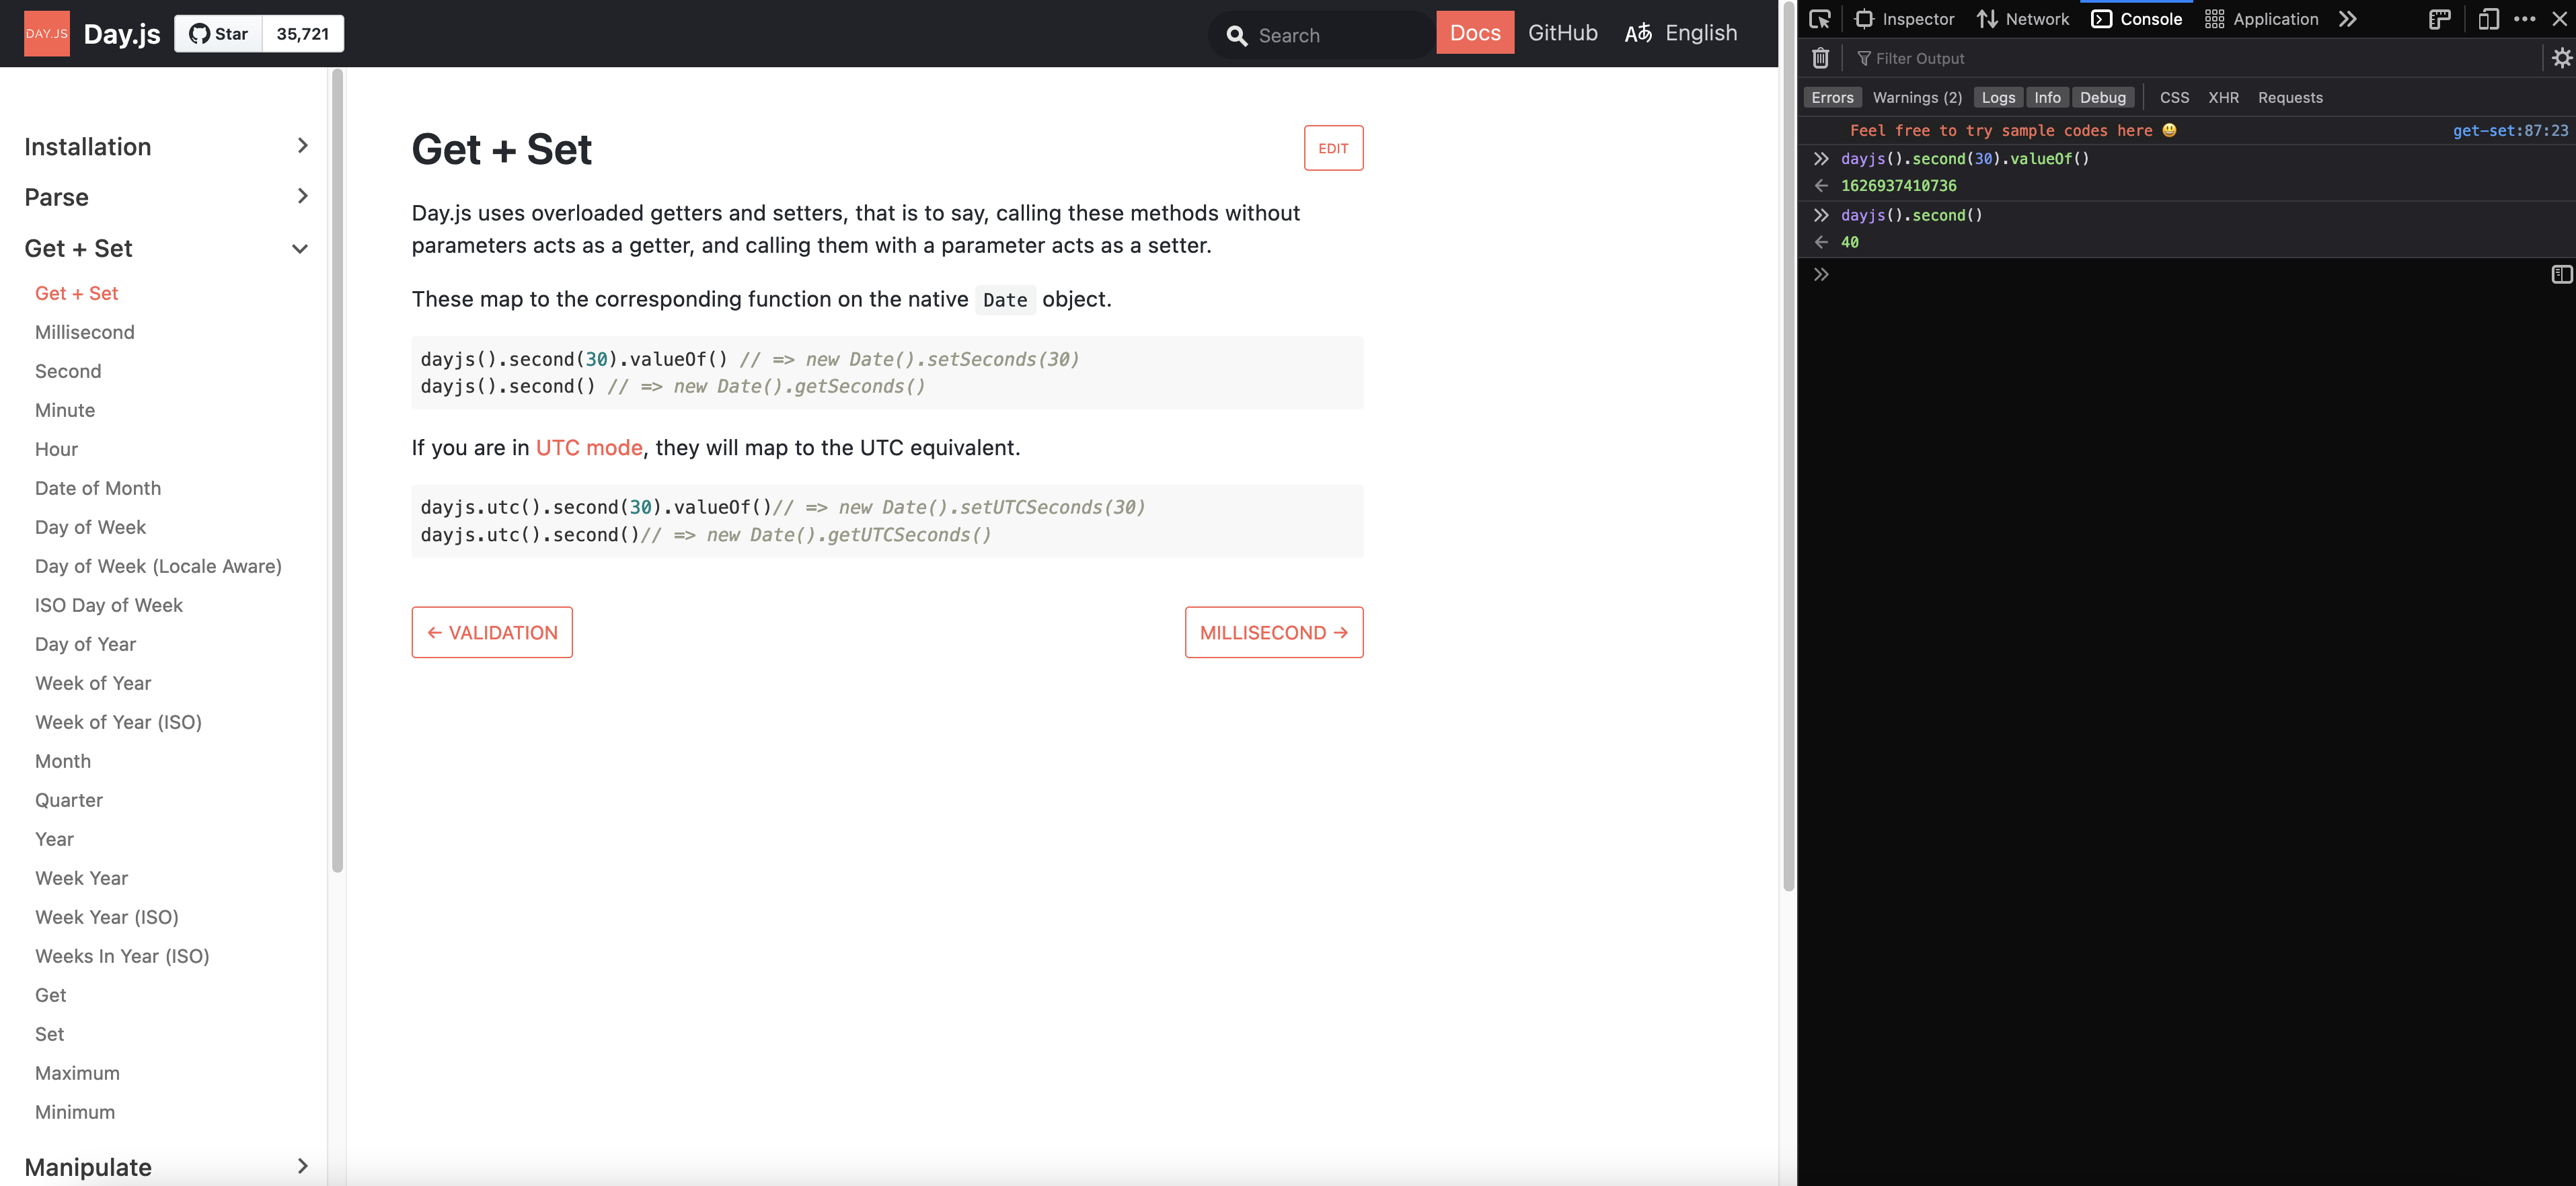 DAY.JS
Day.js
Star
35,721
Search
Docs
GitHub
Aあ English
Installation
Parse
Get + Set
Get + Set
Millisecond
Second
Minute
Hour
Date of Month
Day of Week
Day of Week (Locale Aware)
ISO Day of Week
Day of Year
Week of Year
Week of Year (ISO)
Month
Quarter
Year
Week Year
Week Year (ISO)
Weeks In Year (ISO)
Get
Set
Maximum
Minimum
Manipulate
Get + Set
EDIT
Day.js uses overloaded getters and setters, that is to say, calling these methods without
parameters acts as a getter, and calling them with a parameter acts as a setter.
These map to the corresponding function on the native Date object.
dayjs().second(30).valueOf() // => new Date().setSeconds(30)
dayjs().second() // => new Date().getSeconds()
If you are in UTC mode, they will map to the UTC equivalent.
dayjs.utc().second(30).valueOf()// => new Date().setUTCSeconds(30)
dayjs.utc().second()// => new Date().getUTCSeconds()
← VALIDATION
MILLISECOND →
Inspector
Network
Console
Application
Filter Output
Errors
Warnings (2)
Logs
Info
Debug
CSS
XHR
Requests
Feel free to try sample codes here 😃 get-set:87:23
dayjs().second(30).valueOf()
1626937410736
dayjs().second()
40